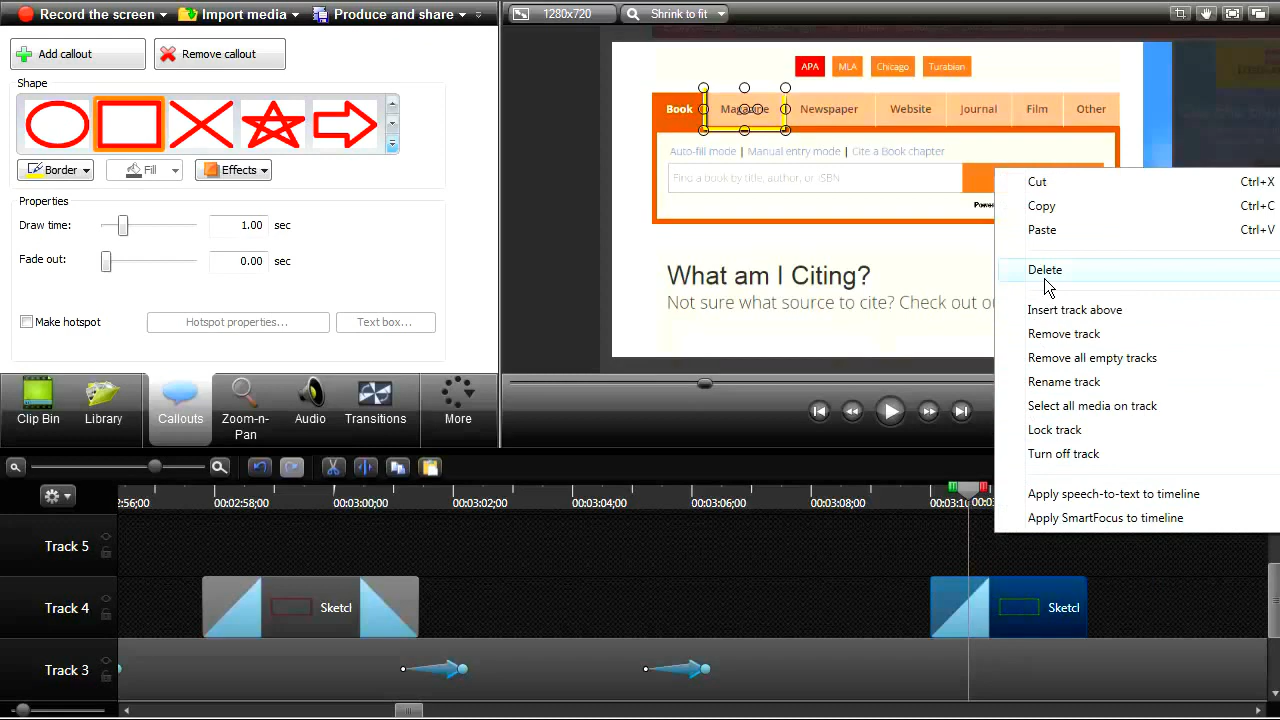 Record the screen Import media Produce and share 1280x720 Shrink to fit
Add callout Remove callout
Shape
Border Fill Effects
Properties
Draw time: 1.00 sec
Fade out: 0.00 sec
Make hotspot Hotspot properties... Text box...
APA MLA Chicago Turabian
Book Magazine Newspaper Website Journal Film Other
Auto-fill mode | Manual entry mode | Cite a Book chapter
Find a book by title, author, or ISBN
What am I Citing?
Not sure what source to cite? Check out
Cut Ctrl+X
Copy Ctrl+C
Paste Ctrl+V
Delete
Insert track above
Remove track
Remove all empty tracks
Rename track
Select all media on track
Lock track
Turn off track
Apply speech-to-text to timeline
Apply SmartFocus to timeline
Clip Bin Library Callouts Zoom-n-
Pan Audio Transitions More
:56;00 00:02:58;00 00:03:00;00 00:03:02;00 00:03:04;00 00:03:06;00 00:03:08;00 00:03:10
Track 5
Track 4 Sketcl Sketcl
Track 3